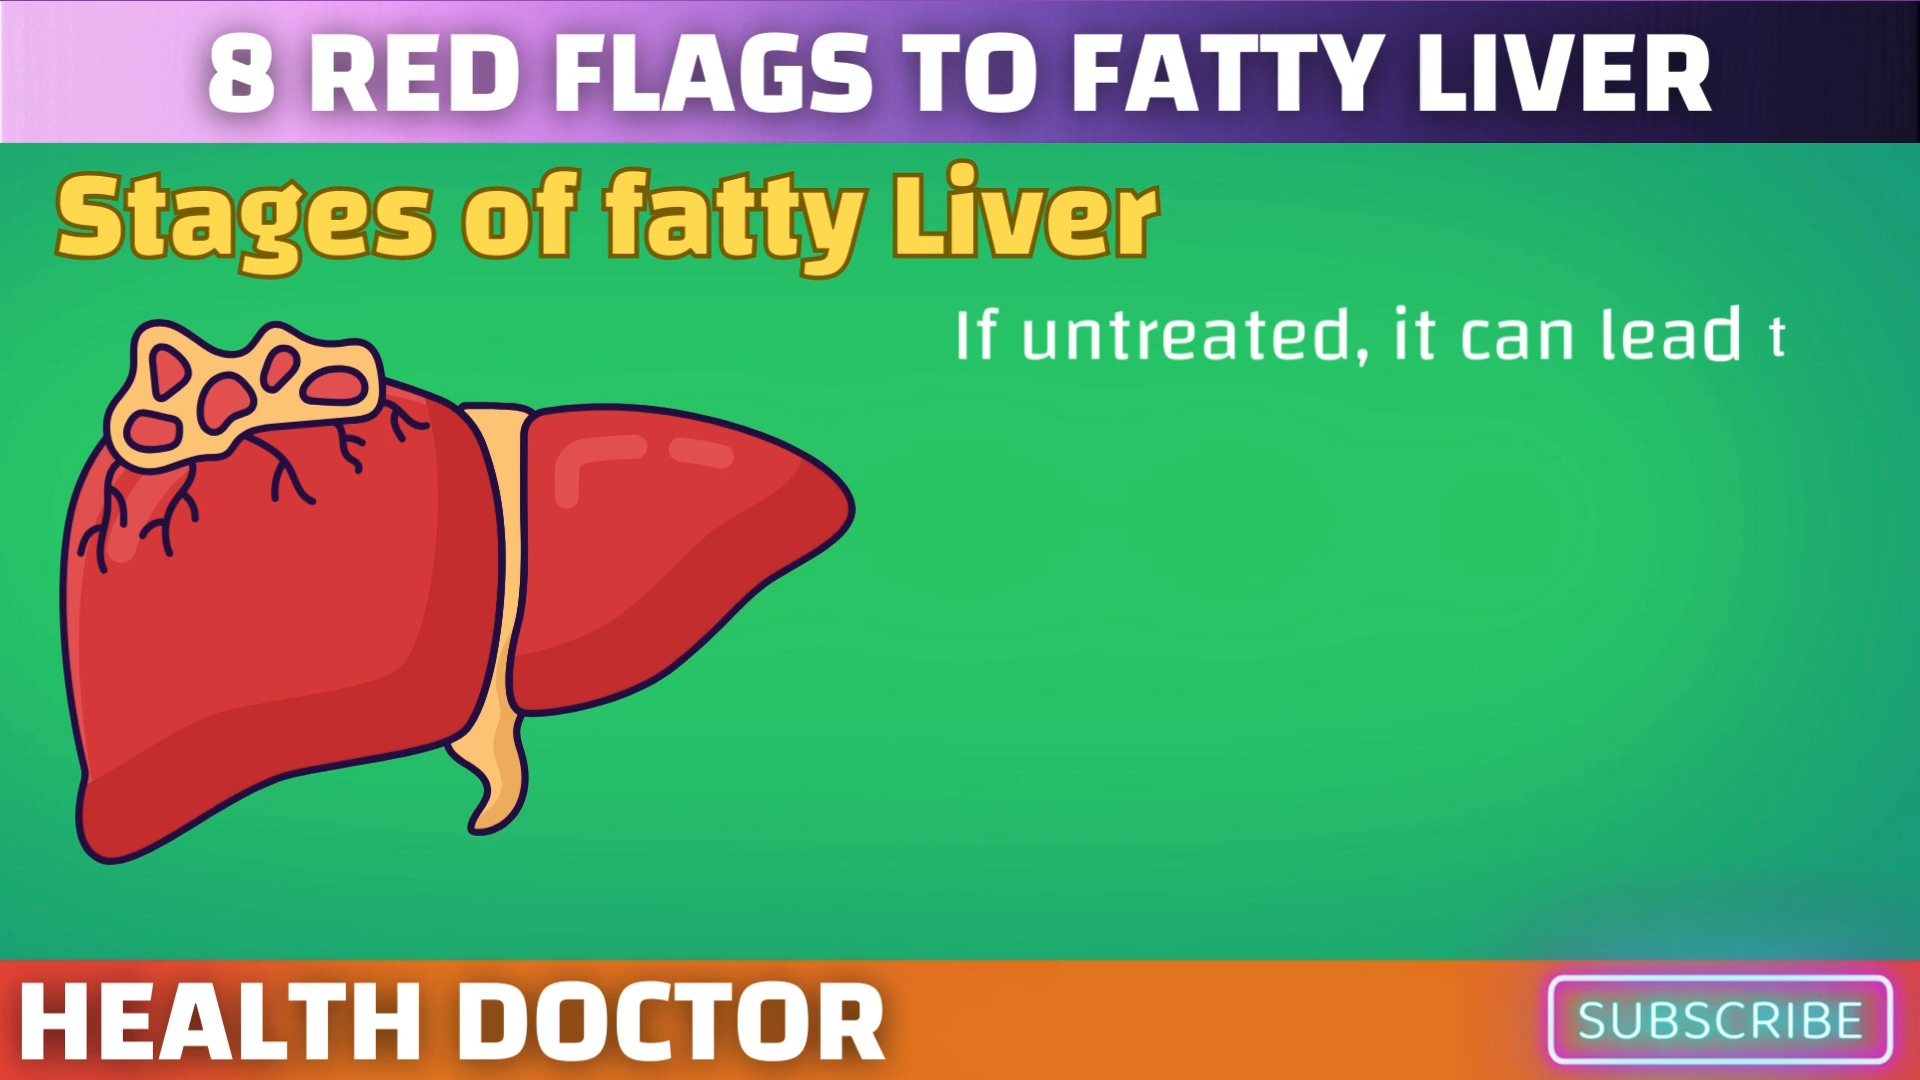 8 RED FLAGS TO FATTY LIVER
Stages of fatty Liver
If untreated, it can lead t
HEALTH DOCTOR
SUBSCRIBE